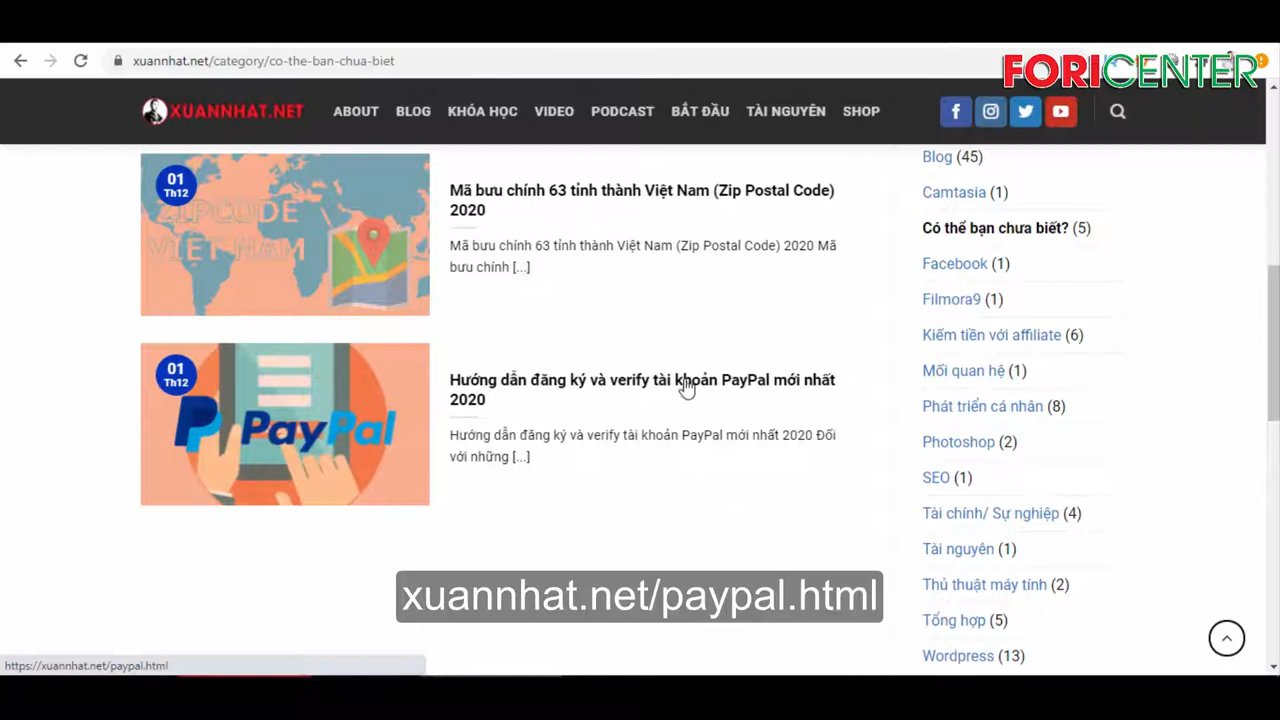 xuannhat.net/category/co-the-ban-chua-biet
FORICENTER
XUANNHAT.NET
ABOUT
BLOG
KHÓA HỌC
VIDEO
PODCAST
BẮT ĐẦU
TÀI NGUYÊN
SHOP
01
Th12
ZIPCODE
VIỆT NAM
Mã bưu chính 63 tỉnh thành Việt Nam (Zip Postal Code)
2020
Mã bưu chính 63 tỉnh thành Việt Nam (Zip Postal Code) 2020 Mã
bưu chính [...]
01
Th12
PayPal
Hướng dẫn đăng ký và verify tài khoản PayPal mới nhất
2020
Hướng dẫn đăng ký và verify tài khoản PayPal mới nhất 2020 Đối
với những [...]
Blog (45)
Camtasia (1)
Có thể bạn chưa biết? (5)
Facebook (1)
Filmora9 (1)
Kiếm tiền với affiliate (6)
Mối quan hệ (1)
Phát triển cá nhân (8)
Photoshop (2)
SEO (1)
Tài chính/ Sự nghiệp (4)
Tài nguyên (1)
Thủ thuật máy tính (2)
Tổng hợp (5)
Wordpress (13)
xuannhat.net/paypal.html
https://xuannhat.net/paypal.html